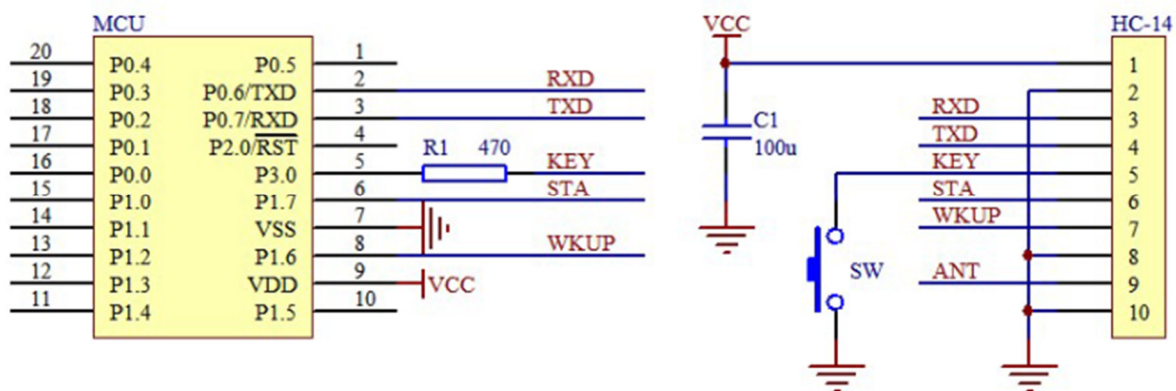 MCU
20 P0.4 P0.5 1
19 P0.3 P0.6/TXD 2 RXD
18 P0.2 P0.7/RXD 3 TXD
17 P0.1 P2.0/RST 4
16 P0.0 P3.0 5 R1 470 KEY
15 P1.0 P1.7 6 STA
14 P1.1 VSS 7
13 P1.2 P1.6 8 WKUP
12 P1.3 VDD 9 VCC
11 P1.4 P1.5 10
VCC
C1
100u
SW
HC-14
1
2
RXD 3
TXD 4
KEY 5
STA 6
WKUP 7
8
ANT 9
10